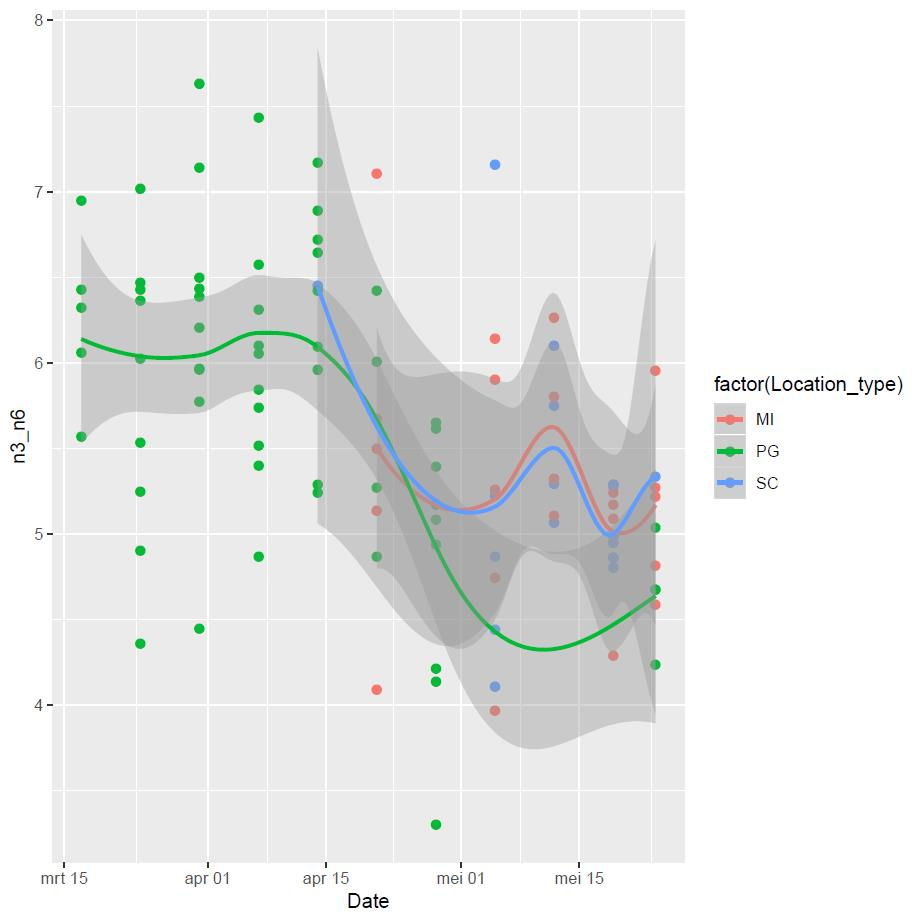 8
7
6
5
4
n3_n6
mrt 15
apr 01
apr 15
mei 01
mei 15
Date
factor(Location_type)
MI
PG
SC